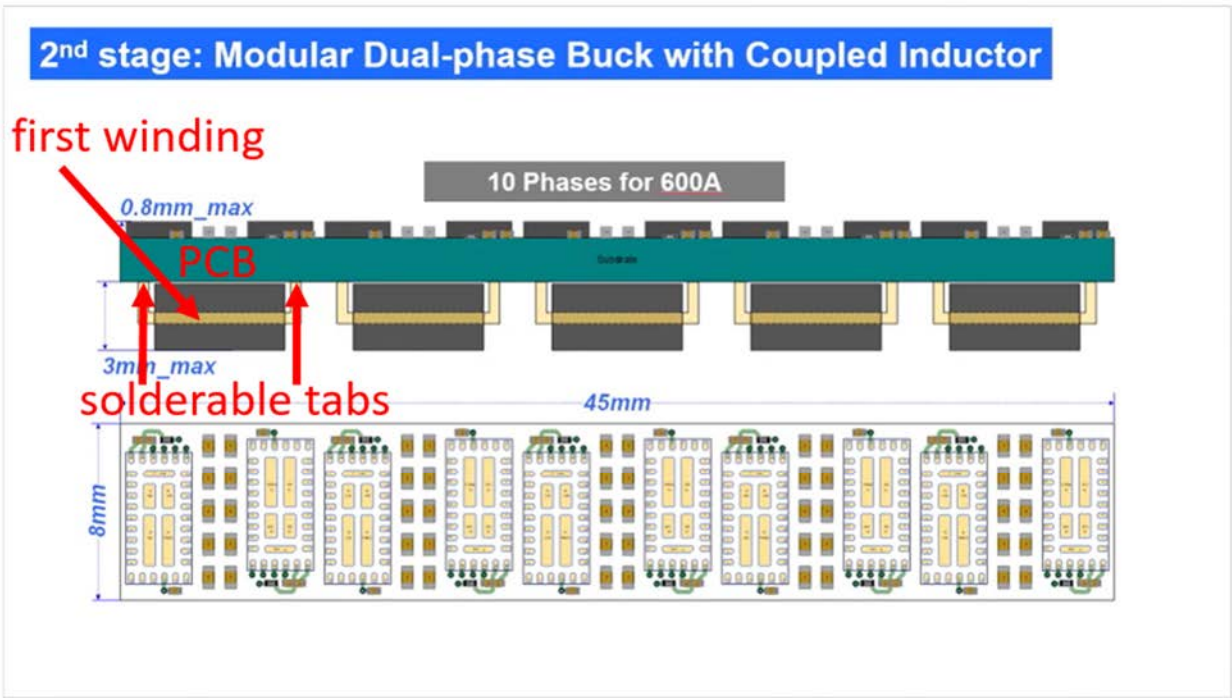 2nd stage: Modular Dual-phase Buck with Coupled Inductor
first winding
10 Phases for 600A
0.8mm_max
PCB
Substrate
3mm_max
solderable tabs
45mm
8mm